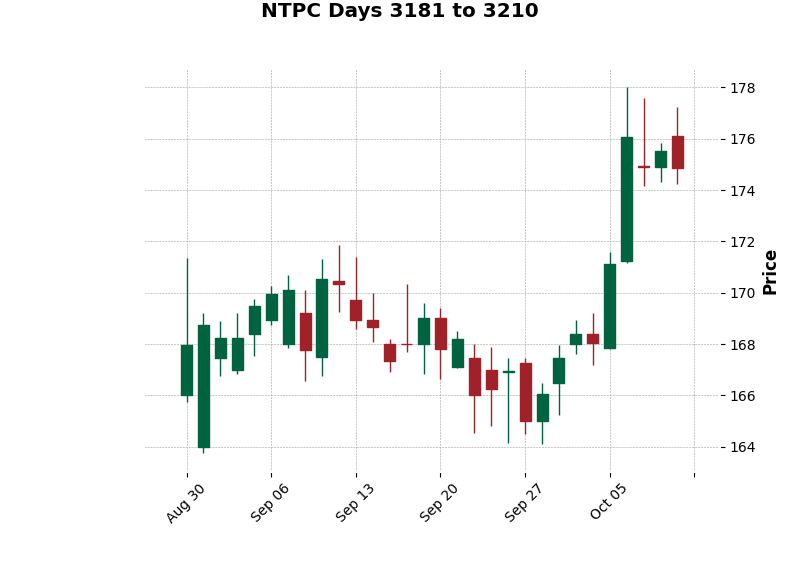 NTPC Days 3181 to 3210
178
176
174
172
170
168
166
164
Price
Aug 30
Sep 06
Sep 13
Sep 20
Sep 27
Oct 05